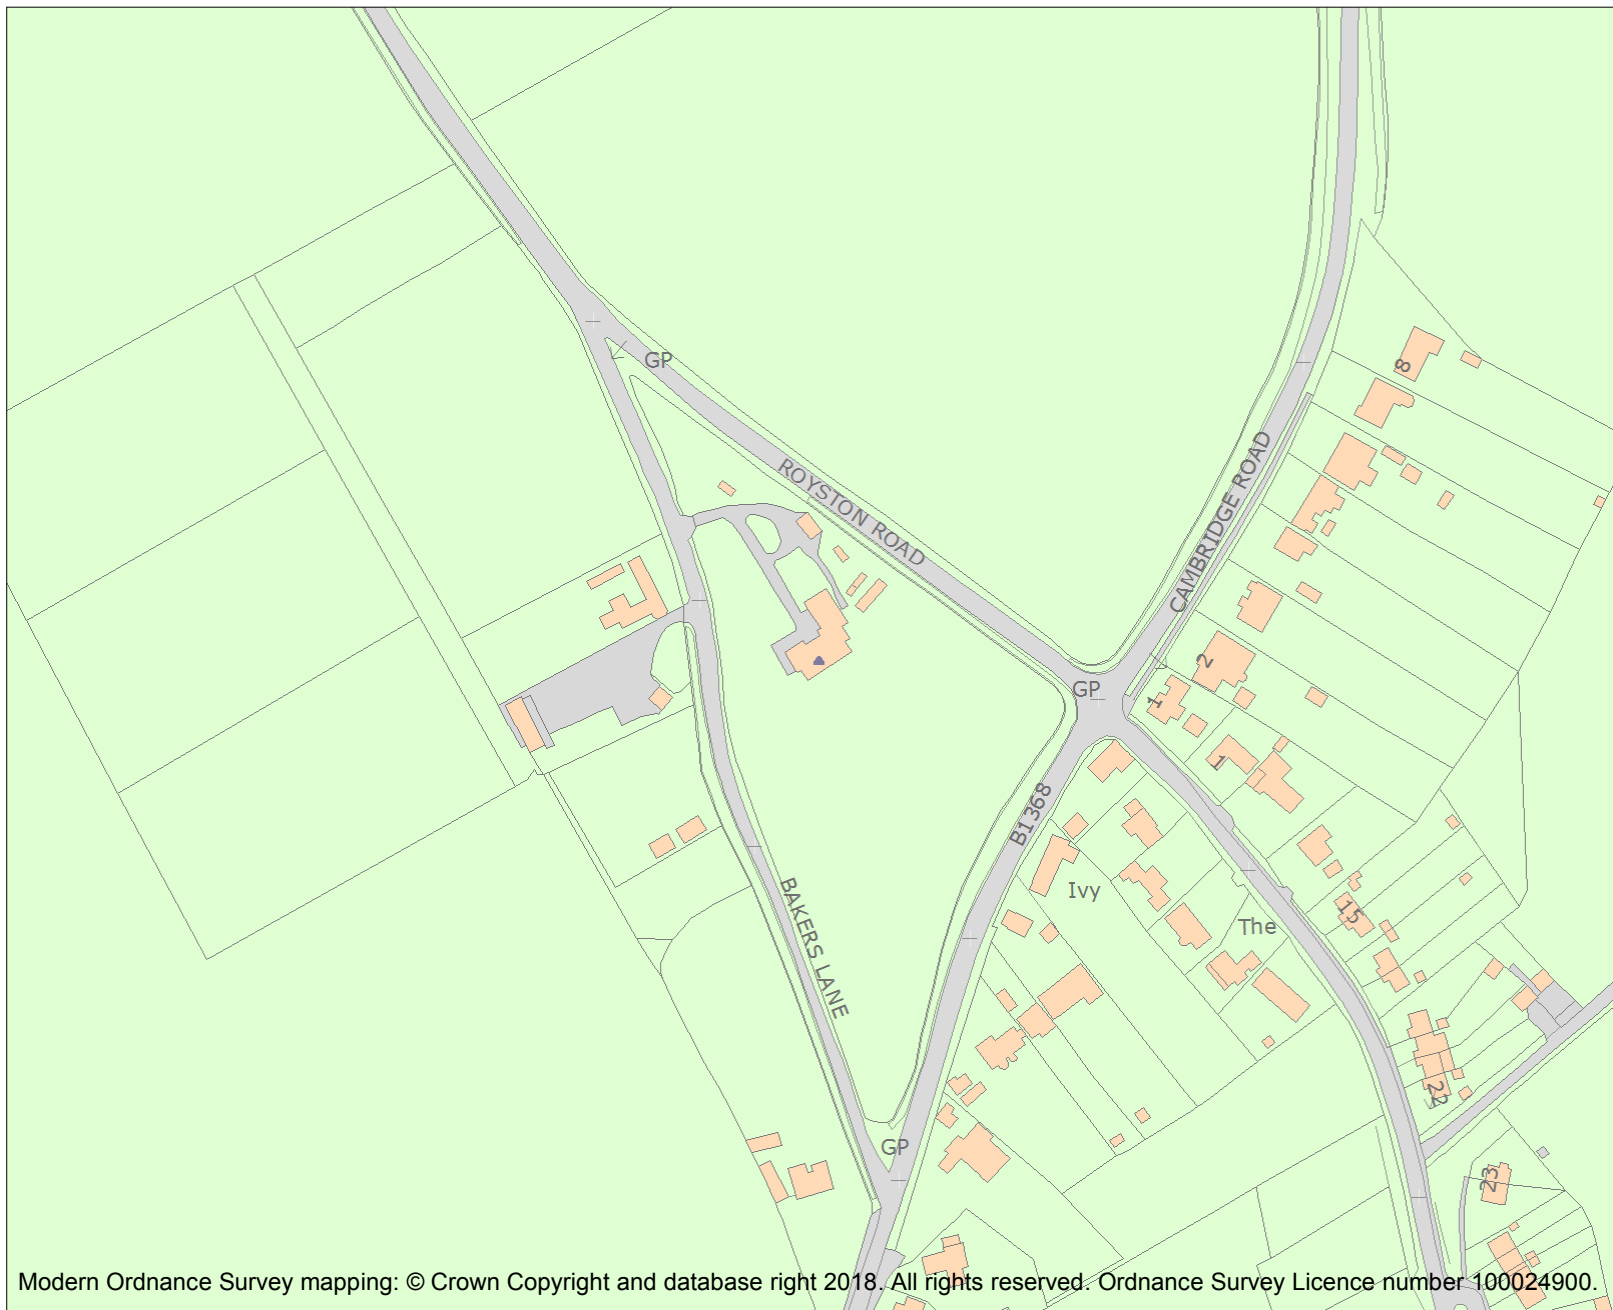 GP
8
ROYSTON ROAD
CAMBRIDGE ROAD
2
GP
1
1
B1368
Ivy
BAKERS LANE
15
The
22
GP
23
Modern Ordnance Survey mapping: © Crown Copyright and database right 2018. All rights reserved. Ordnance Survey Licence number 100024900.